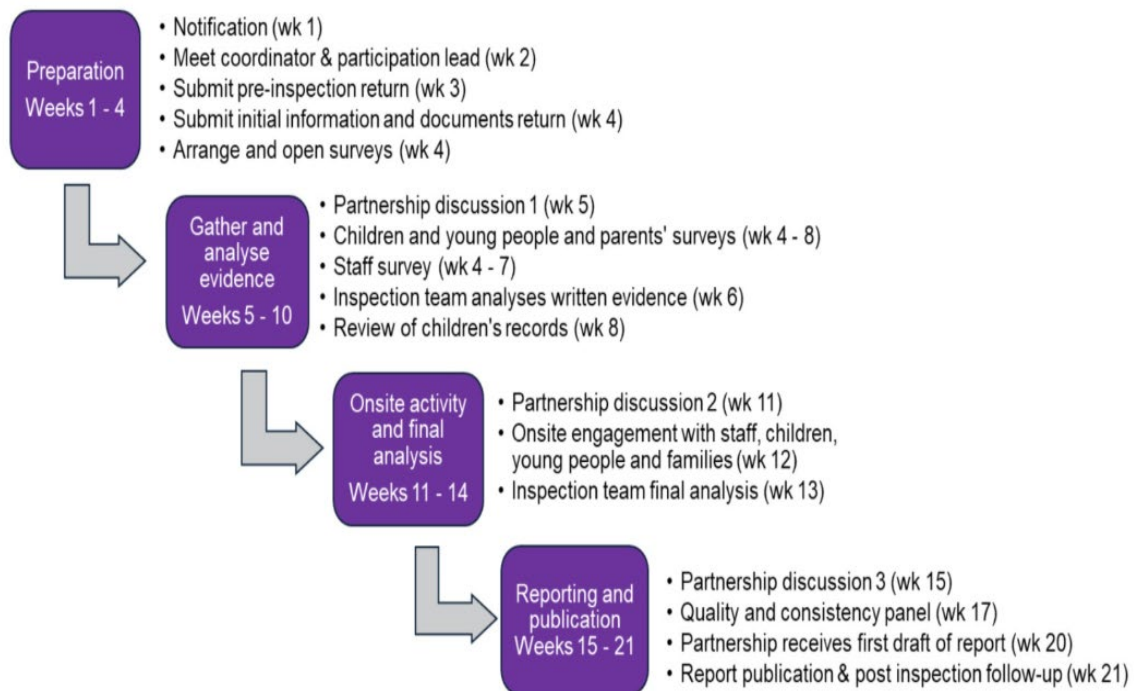 Preparation
Weeks 1 - 4
• Notification (wk 1)
• Meet coordinator & participation lead (wk 2)
• Submit pre-inspection return (wk 3)
• Submit initial information and documents return (wk 4)
• Arrange and open surveys (wk 4)
Gather and
analyse
evidence
Weeks 5 - 10
• Partnership discussion 1 (wk 5)
• Children and young people and parents' surveys (wk 4 - 8)
• Staff survey (wk 4 - 7)
• Inspection team analyses written evidence (wk 6)
• Review of children's records (wk 8)
Onsite activity
and final
analysis
Weeks 11 - 14
• Partnership discussion 2 (wk 11)
• Onsite engagement with staff, children,
young people and families (wk 12)
• Inspection team final analysis (wk 13)
Reporting and
publication
Weeks 15 - 21
• Partnership discussion 3 (wk 15)
• Quality and consistency panel (wk 17)
• Partnership receives first draft of report (wk 20)
• Report publication & post inspection follow-up (wk 21)